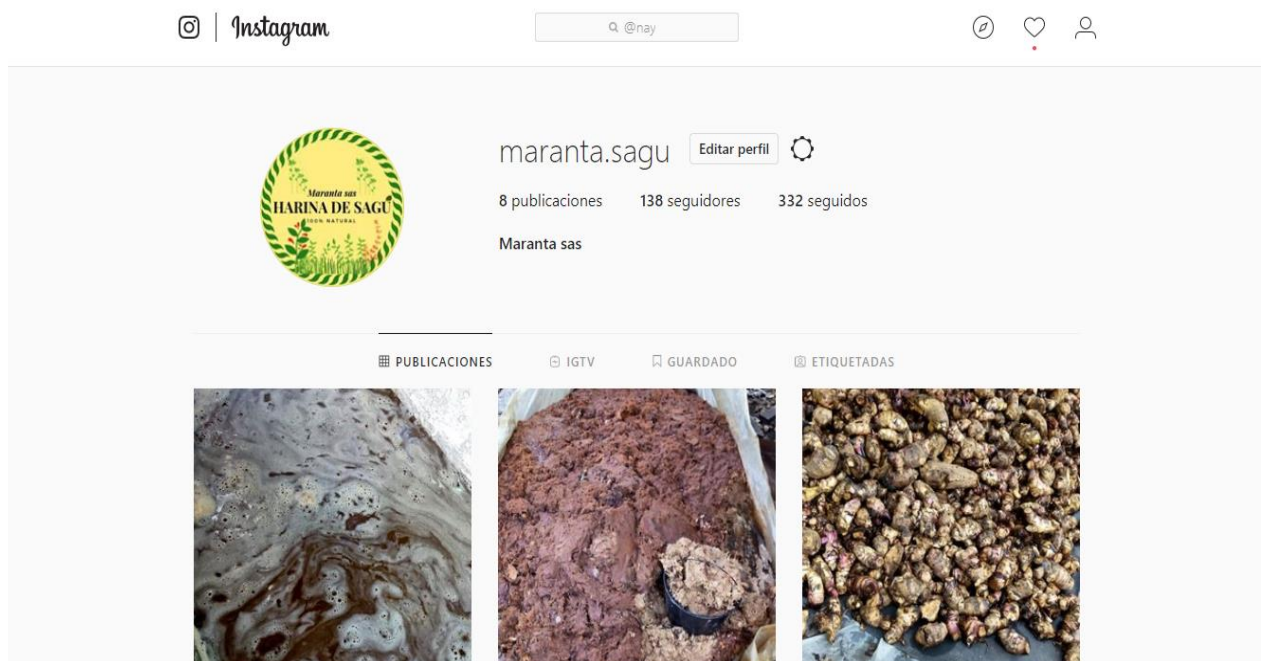 Instagram
@nay
maranta.sagu Editar perfil
8 publicaciones 138 seguidores 332 seguidos
Maranta sas
Maranta sas
HARINA DE SAGÚ
100% NATURAL
PUBLICACIONES IGTV GUARDADO ETIQUETADAS